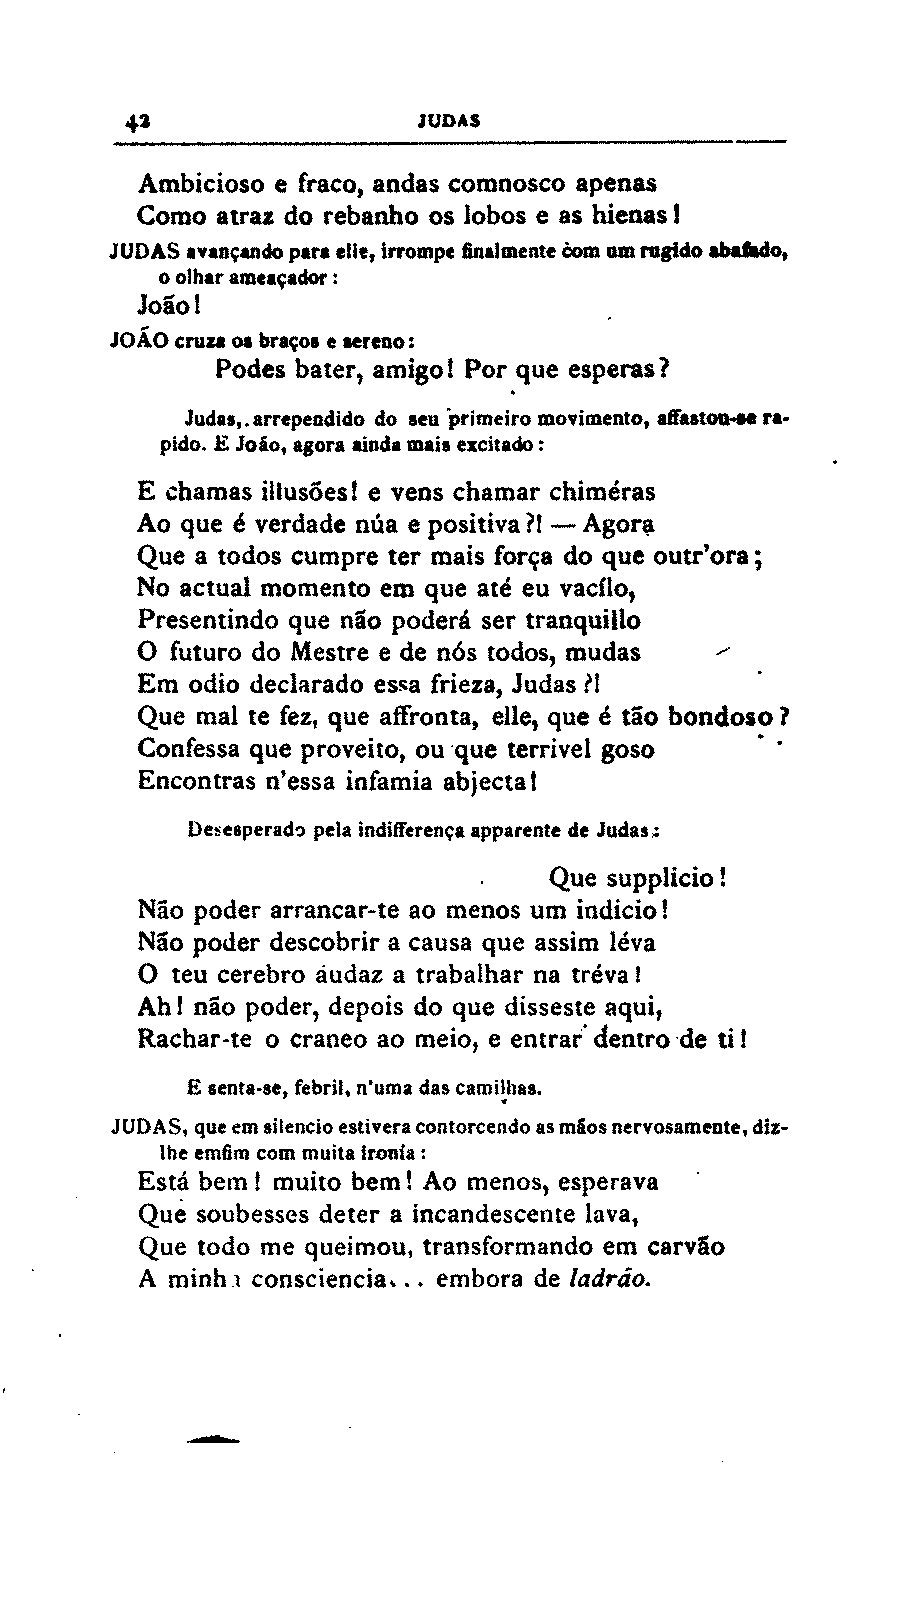 42 JUDAS
Ambicioso e fraco, andas comnosco apenas
Como atraz do rebanho os lobos e as hienas!
JUDAS avançando para elle, irrompe finalmente com um rugido abafado,
o olhar ameaçador:
João!
JOÃO cruza os braços e sereno:
Podes bater, amigo! Por que esperas?
Judas, arrependido do seu primeiro movimento, affastou-se ra-
pido. E João, agora ainda mais excitado:
E chamas illusões! e vens chamar chiméras
Ao que é verdade núa e positiva?! — Agora
Que a todos cumpre ter mais força do que outr'ora;
No actual momento em que até eu vacílo,
Presentindo que não poderá ser tranquillo
O futuro do Mestre e de nós todos, mudas
Em odio declarado essa frieza, Judas?!
Que mal te fez, que affronta, elle, que é tão bondoso?
Confessa que proveito, ou que terrivel goso
Encontras n'essa infamia abjecta!
Desesperado pela indifferença apparente de Judas:
Que supplicio!
Não poder arrancar-te ao menos um indicio!
Não poder descobrir a causa que assim léva
O teu cerebro audaz a trabalhar na tréva!
Ah! não poder, depois do que disseste aqui,
Rachar-te o craneo ao meio, e entrar dentro de ti!
E senta-se, febril, n'uma das camilhas.
JUDAS, que em silencio estivera contorcendo as mãos nervosamente, diz-
lhe emfim com muita ironía:
Está bem! muito bem! Ao menos, esperava
Que soubesses deter a incandescente lava,
Que todo me queimou, transformando em carvão
A minha consciencia... embora de ladrão.